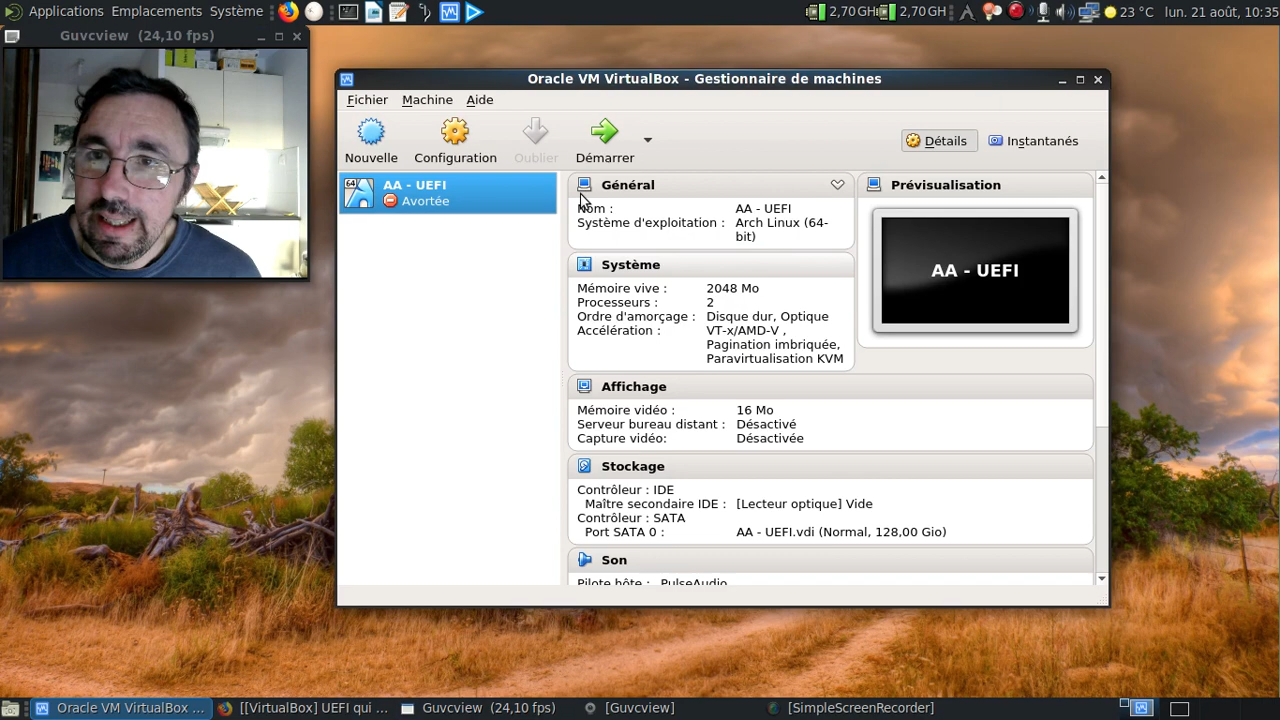 Applications Emplacements Système 2,70 GH 2,70 GH 23 °C lun. 21 août, 10:35
Guvcview (24,10 fps)
Oracle VM VirtualBox - Gestionnaire de machines
Fichier Machine Aide
Nouvelle Configuration Oublier Démarrer Détails Instantanés
64 AA - UEFI
Avortée
Général
Nom : AA - UEFI
Système d'exploitation : Arch Linux (64-
bit)
Prévisualisation
AA - UEFI
Système
Mémoire vive : 2048 Mo
Processeurs : 2
Ordre d'amorçage : Disque dur, Optique
Accélération : VT-x/AMD-V ,
Pagination imbriquée,
Paravirtualisation KVM
Affichage
Mémoire vidéo : 16 Mo
Serveur bureau distant : Désactivé
Capture vidéo: Désactivée
Stockage
Contrôleur : IDE
Maître secondaire IDE : [Lecteur optique] Vide
Contrôleur : SATA
Port SATA 0 : AA - UEFI.vdi (Normal, 128,00 Gio)
Son
Pilote hôte : PulseAudio
Oracle VM VirtualBox ... [[VirtualBox] UEFI qui ... Guvcview (24,10 fps) [Guvcview] [SimpleScreenRecorder]